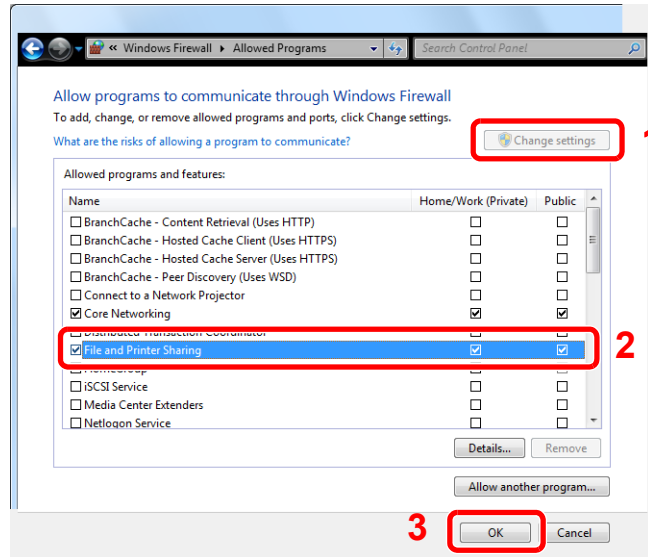 « Windows Firewall ▸ Allowed Programs Search Control Panel
Allow programs to communicate through Windows Firewall
To add, change, or remove allowed programs and ports, click Change settings.
What are the risks of allowing a program to communicate? Change settings
Allowed programs and features:
Name Home/Work (Private) Public
BranchCache - Content Retrieval (Uses HTTP)
BranchCache - Hosted Cache Client (Uses HTTPS)
BranchCache - Hosted Cache Server (Uses HTTPS)
BranchCache - Peer Discovery (Uses WSD)
Connect to a Network Projector
Core Networking
Distributed Transaction Coordinator
File and Printer Sharing 2
HomeGroup
iSCSI Service
Media Center Extenders
Netlogon Service
Details... Remove
Allow another program...
3 OK Cancel